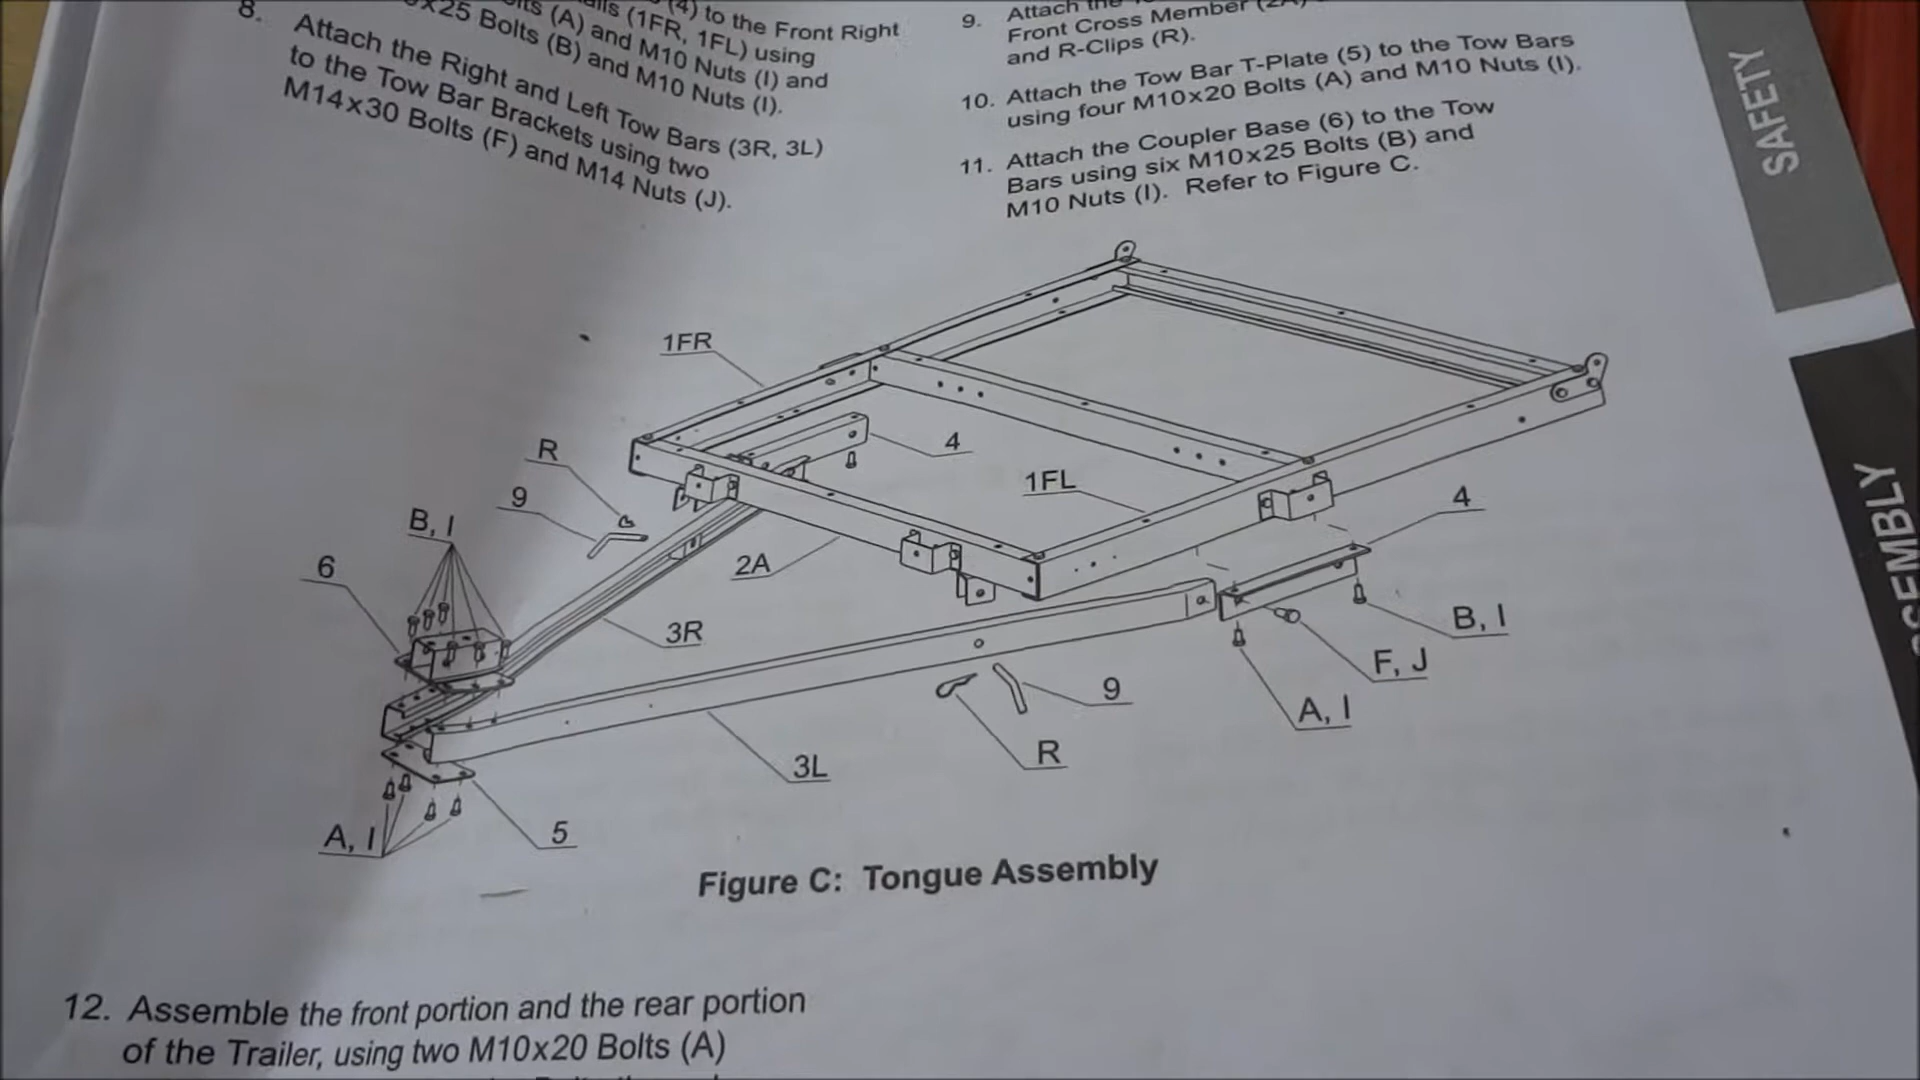 (4) to the Front Right
(1FR, 1FL) using
(A) and M10 Nuts (I) and
x25 Bolts (B) and M10 Nuts (I).
8. Attach the Right and Left Tow Bars (3R, 3L)
to the Tow Bar Brackets using two
M14x30 Bolts (F) and M14 Nuts (J).
9. Attach the
Front Cross Member
and R-Clips (R).
10. Attach the Tow Bar T-Plate (5) to the Tow Bars
using four M10x20 Bolts (A) and M10 Nuts (I).
11. Attach the Coupler Base (6) to the Tow
Bars using six M10x25 Bolts (B) and
M10 Nuts (I). Refer to Figure C.
SAFETY
1FR
R
4
9
1FL
4
B, I
6
2A
3R
B, I
F, J
9
A, I
R
3L
A, I
5
Figure C: Tongue Assembly
12. Assemble the front portion and the rear portion
of the Trailer, using two M10x20 Bolts (A)
SSEMBLY